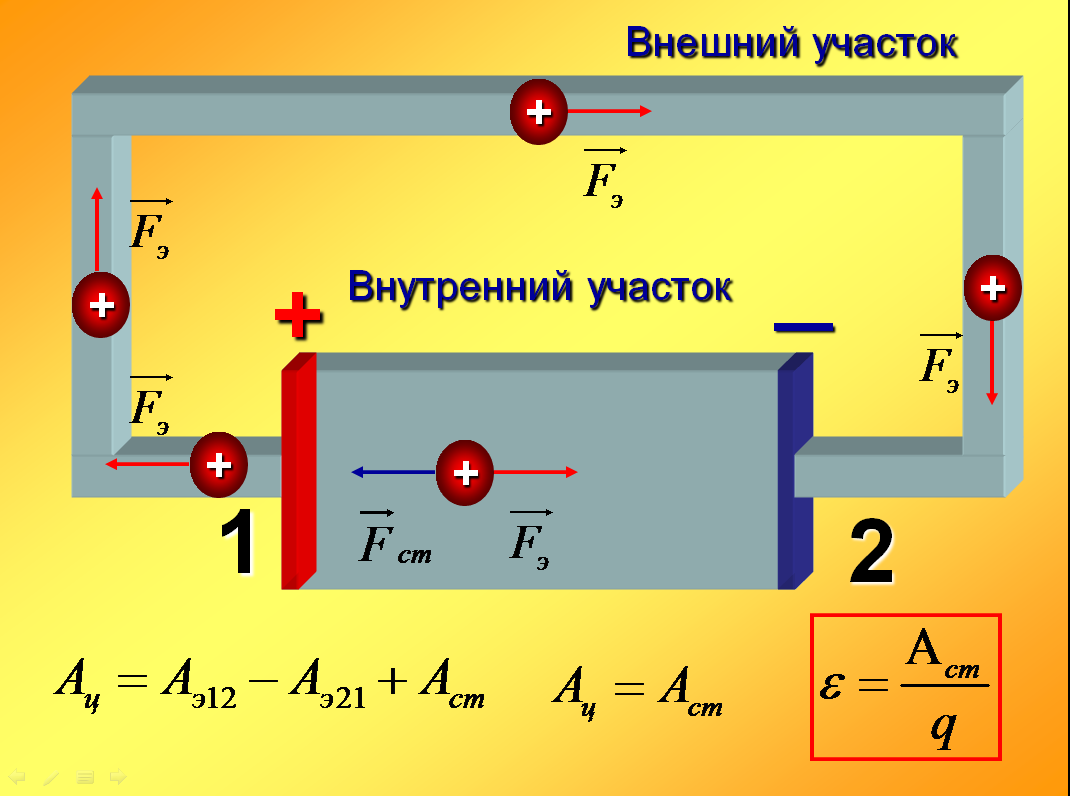 Внешний участок
+
F⃗э
F⃗э
Внутренний участок
+
+
+
–
F⃗э
F⃗э
+
+
F⃗ст
F⃗э
1
2
Aц = Aэ12 − Aэ21 + Aст
Aц = Aст
ε = Aст / q